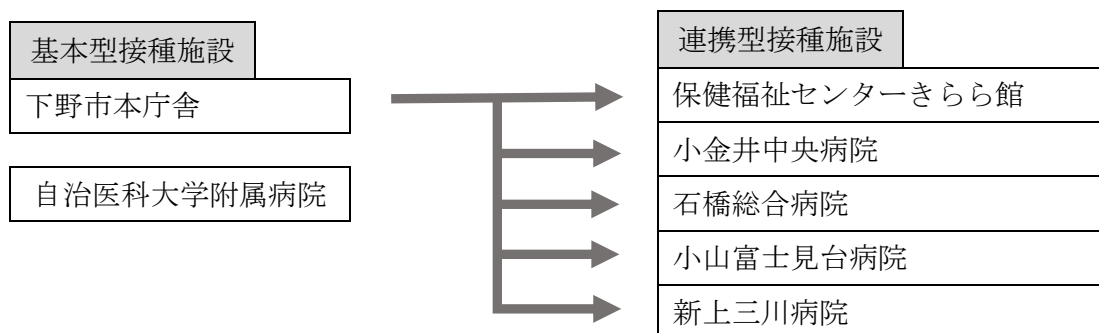 基本型接種施設
下野市本庁舎
自治医科大学附属病院
連携型接種施設
保健福祉センターきらら館
小金井中央病院
石橋総合病院
小山富士見台病院
新上三川病院